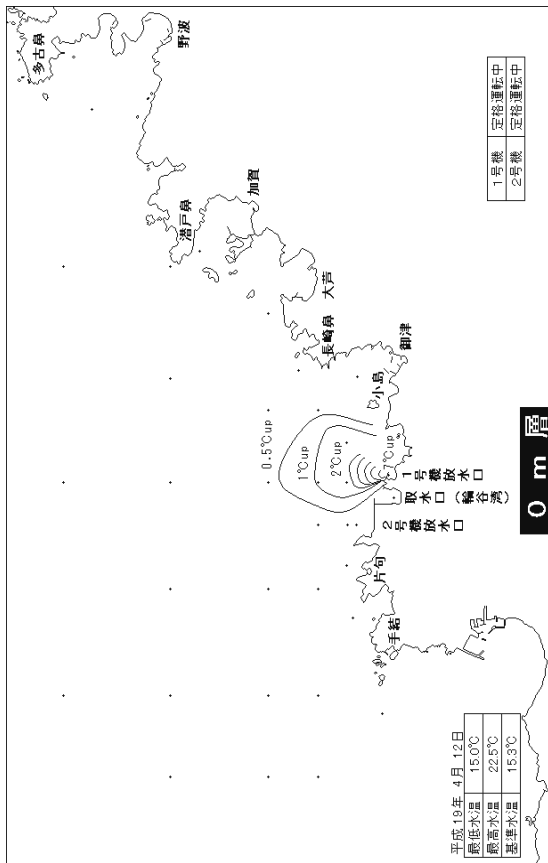 平成19年 4月 12日
最低水温 15.0℃
最高水温 22.5℃
基準水温 15.3℃
1号機 定格運転中
2号機 定格運転中
多古鼻
野波
潜戸鼻
加賀
大芦
長崎鼻
御津
小島
0.5℃up
1℃up
2℃up
7℃up
1号機放水口
取水口（輪谷湾）
2号機放水口
片句
手結
0 m 層